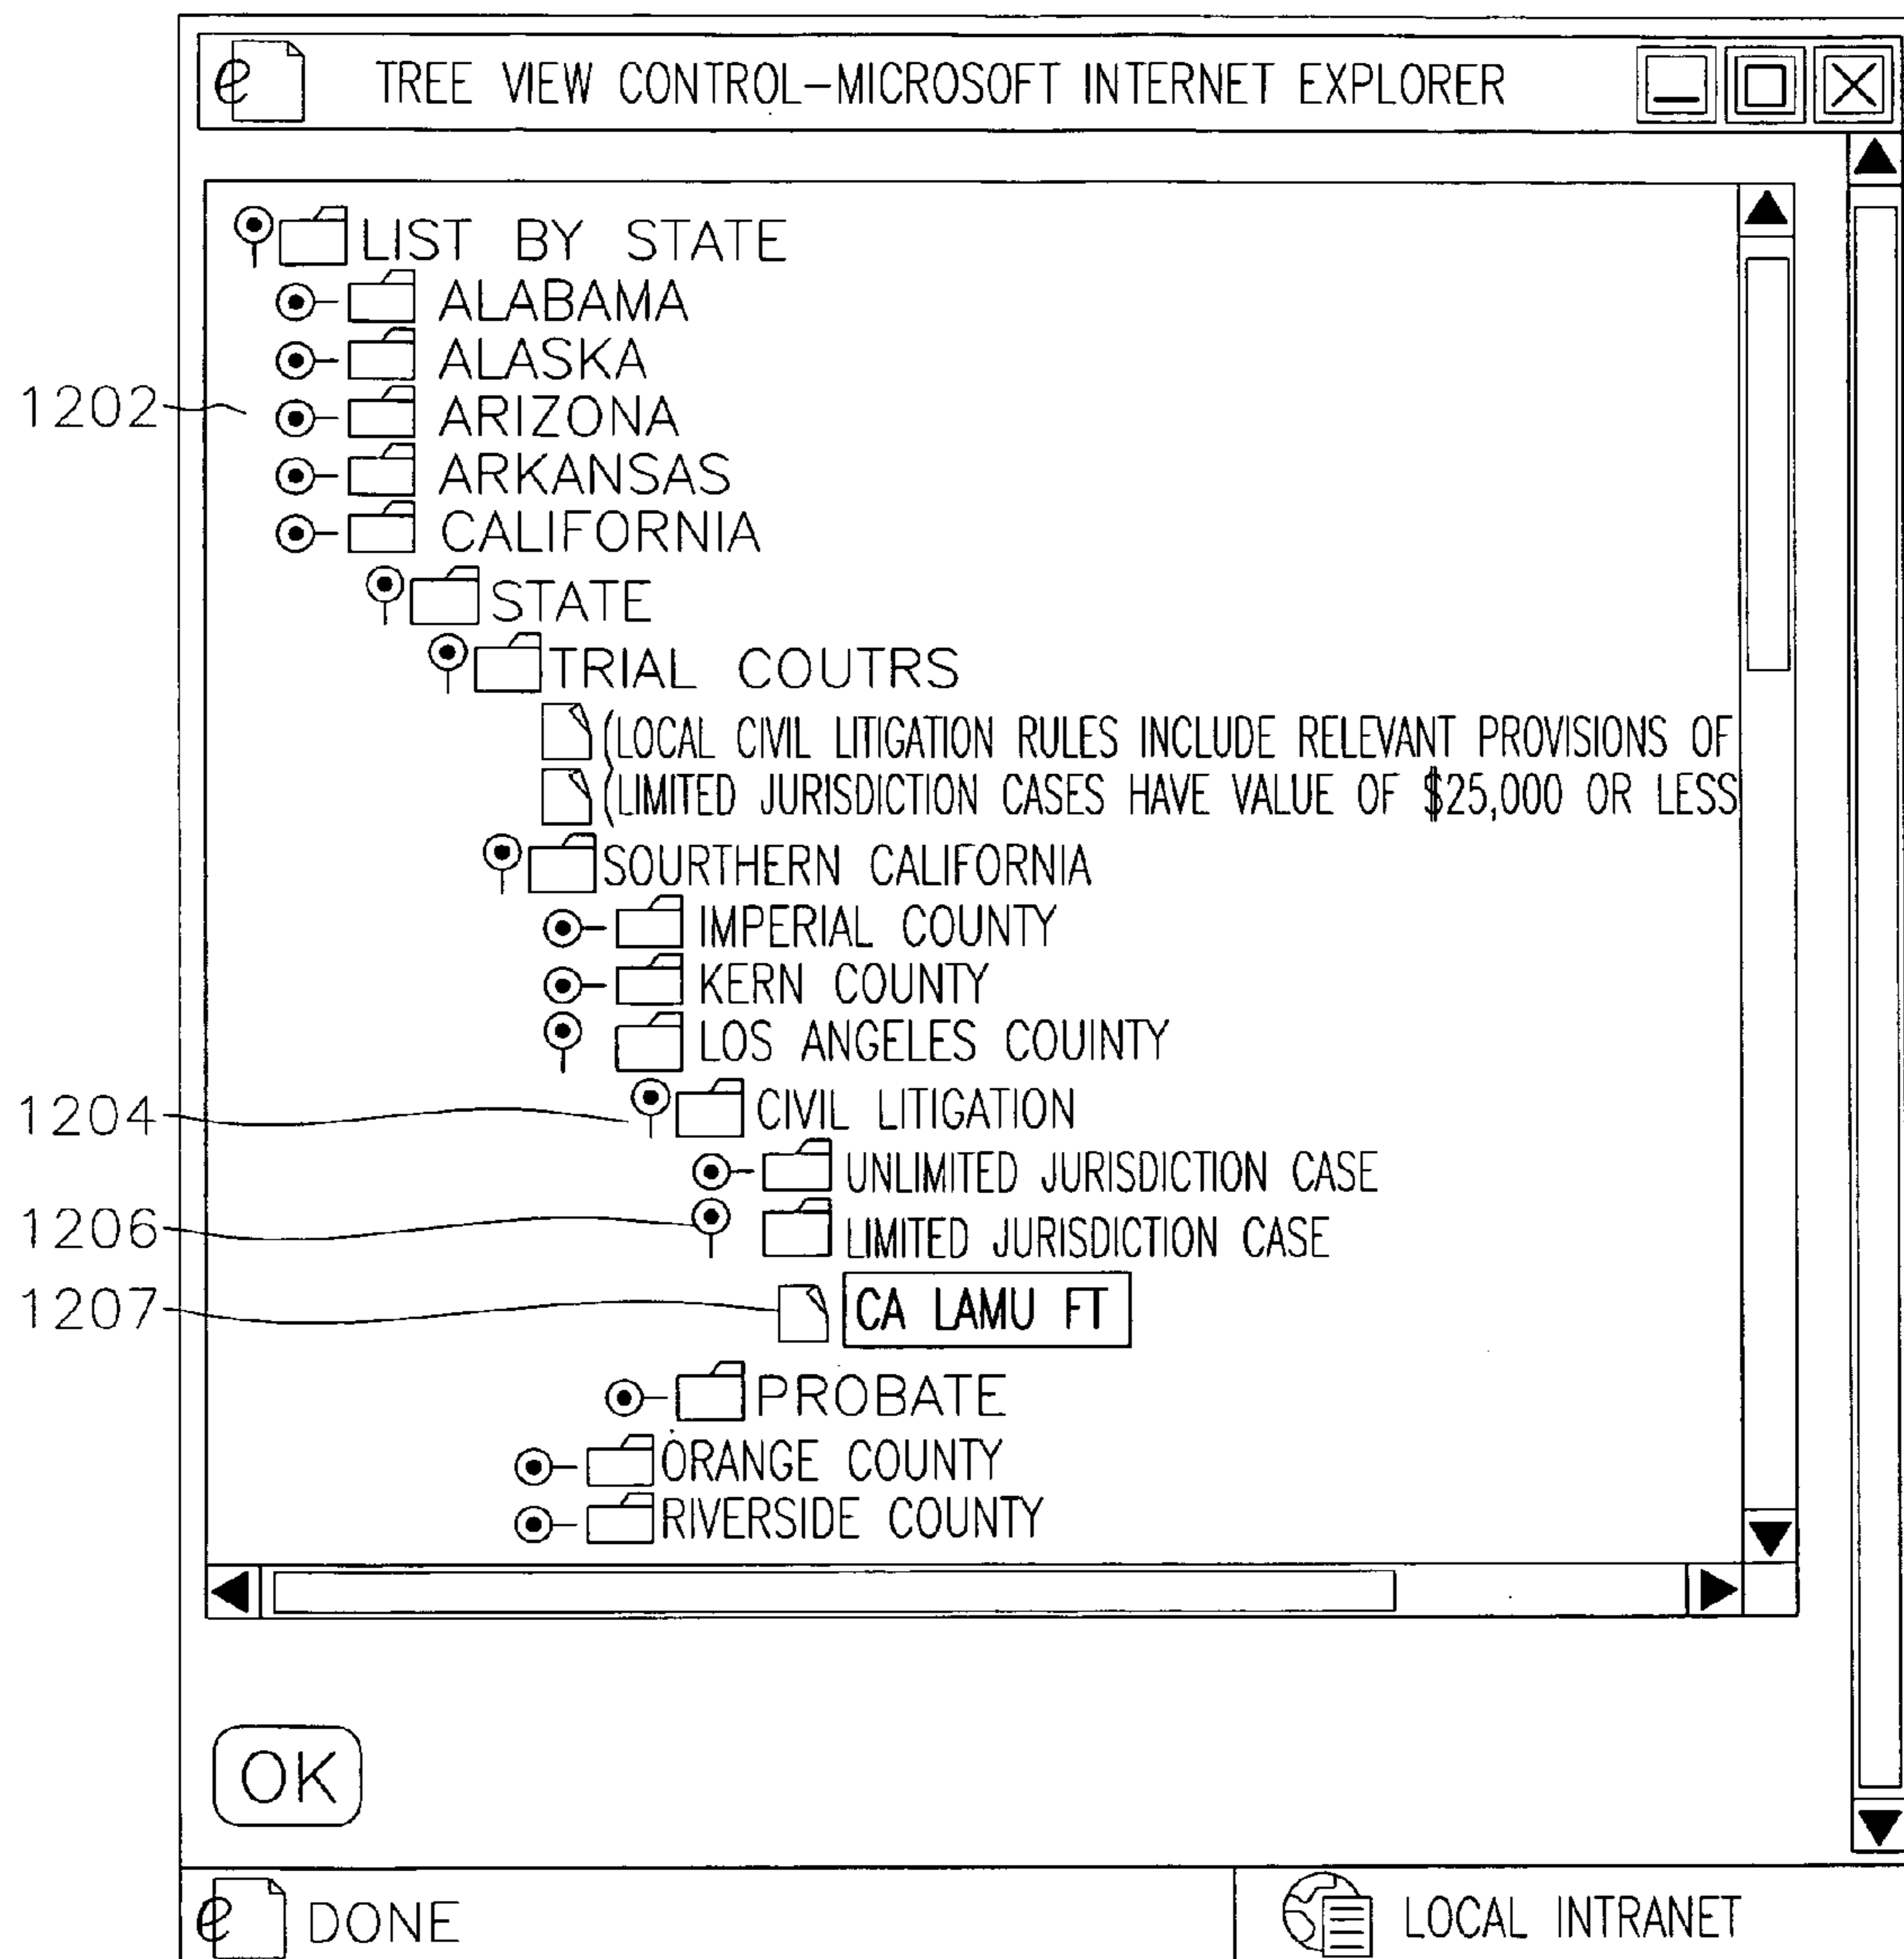 TREE VIEW CONTROL-MICROSOFT INTERNET EXPLORER
LIST BY STATE
ALABAMA
ALASKA
1202
ARIZONA
ARKANSAS
CALIFORNIA
STATE
TRIAL COUTRS
(LOCAL CIVIL LITIGATION RULES INCLUDE RELEVANT PROVISIONS OF
(LIMITED JURISDICTION CASES HAVE VALUE OF $25,000 OR LESS
SOURTHERN CALIFORNIA
IMPERIAL COUNTY
KERN COUNTY
LOS ANGELES COUINTY
1204
CIVIL LITIGATION
UNLIMITED JURISDICTION CASE
1206
LIMITED JURISDICTION CASE
1207
CA LAMU FT
PROBATE
ORANGE COUNTY
RIVERSIDE COUNTY
OK
DONE
LOCAL INTRANET